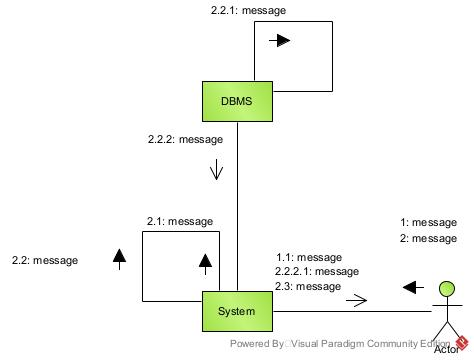 2.2.1: message
DBMS
2.2.2: message
2.1: message
1: message
2: message
2.2: message
1.1: message
2.2.2.1: message
2.3: message
System
Powered By Visual Paradigm Community Edition
Actor